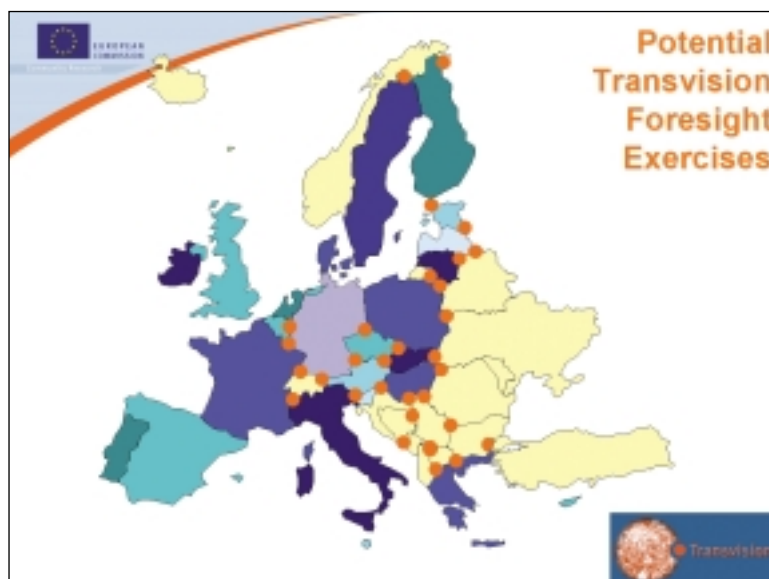 EUROPEAN
COMMISSION
Potential
Transvision
Foresight
Exercises
Transvision